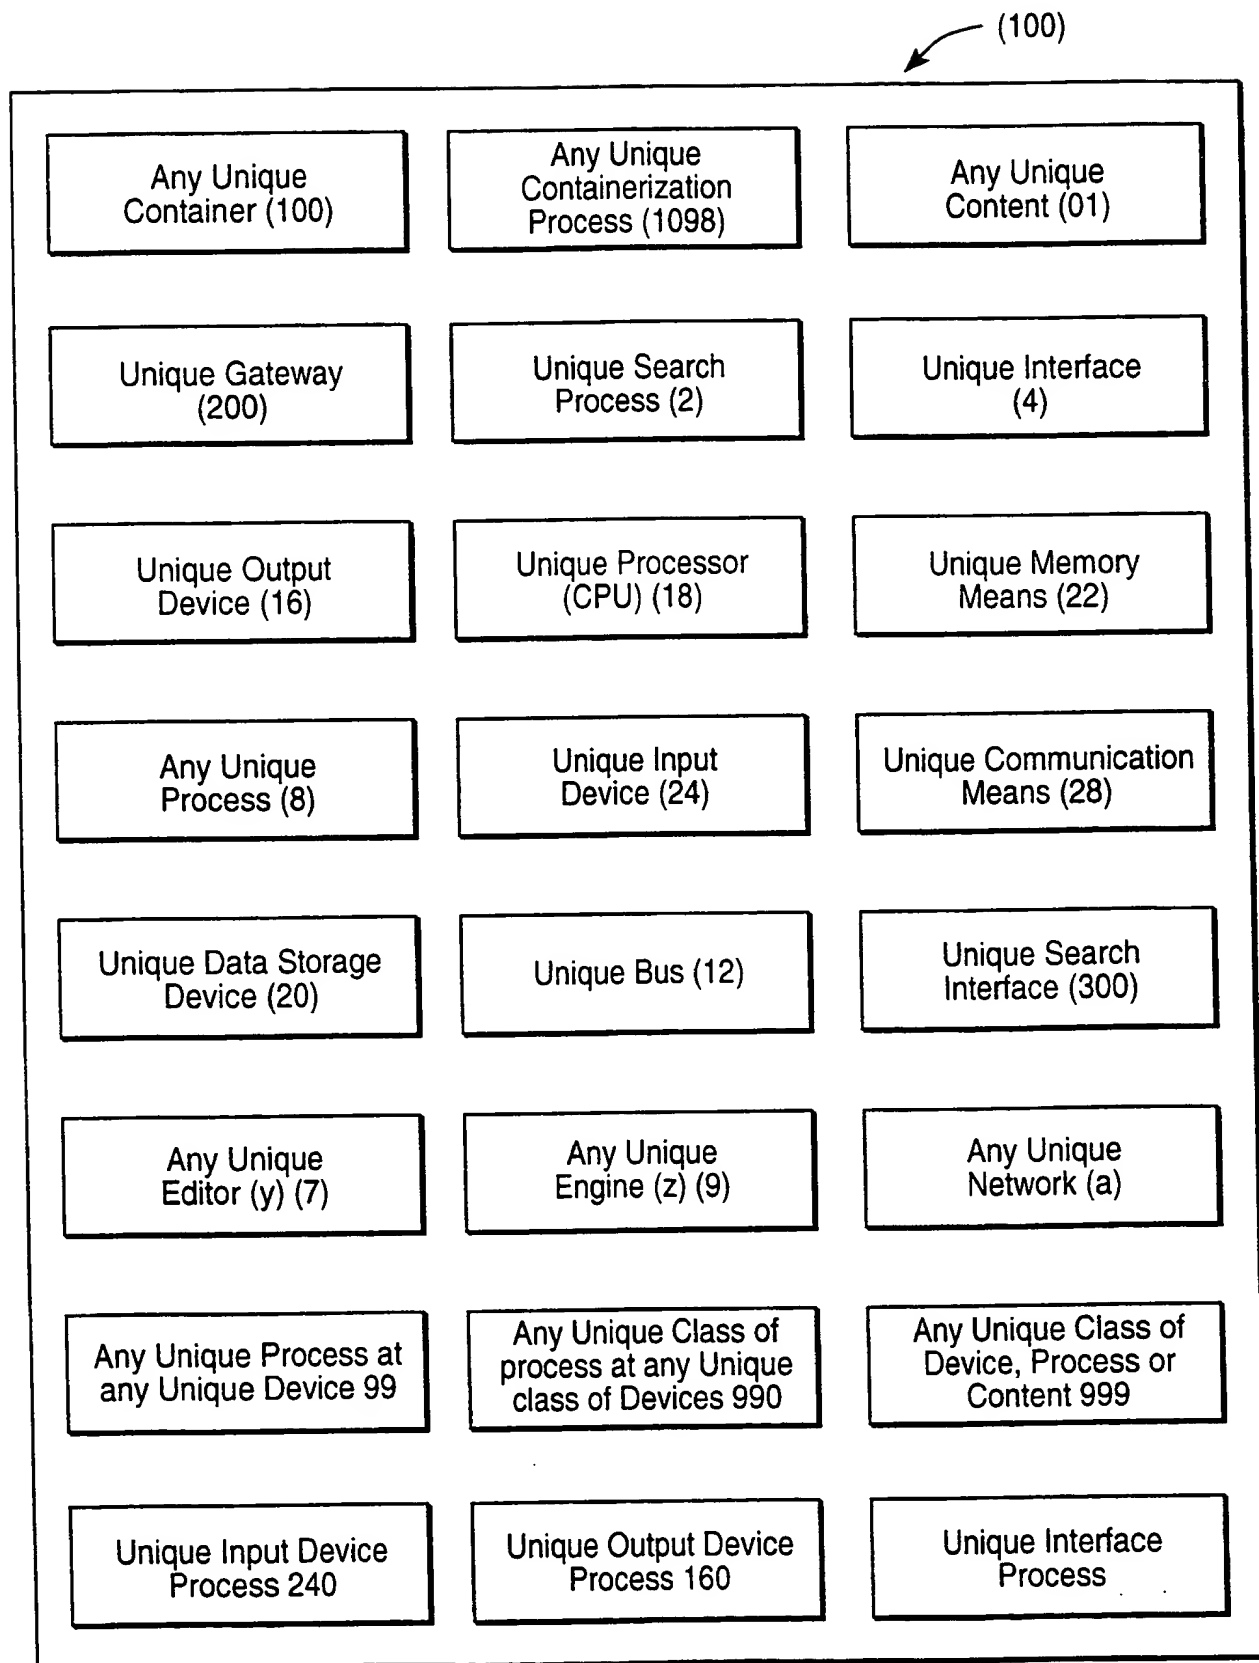 (100)
Any Unique
Container (100)
Any Unique
Containerization
Process (1098)
Any Unique
Content (01)
Unique Gateway
(200)
Unique Search
Process (2)
Unique Interface
(4)
Unique Output
Device (16)
Unique Processor
(CPU) (18)
Unique Memory
Means (22)
Any Unique
Process (8)
Unique Input
Device (24)
Unique Communication
Means (28)
Unique Data Storage
Device (20)
Unique Bus (12)
Unique Search
Interface (300)
Any Unique
Editor (y) (7)
Any Unique
Engine (z) (9)
Any Unique
Network (a)
Any Unique Process at
any Unique Device 99
Any Unique Class of
process at any Unique
class of Devices 990
Any Unique Class of
Device, Process or
Content 999
Unique Input Device
Process 240
Unique Output Device
Process 160
Unique Interface
Process